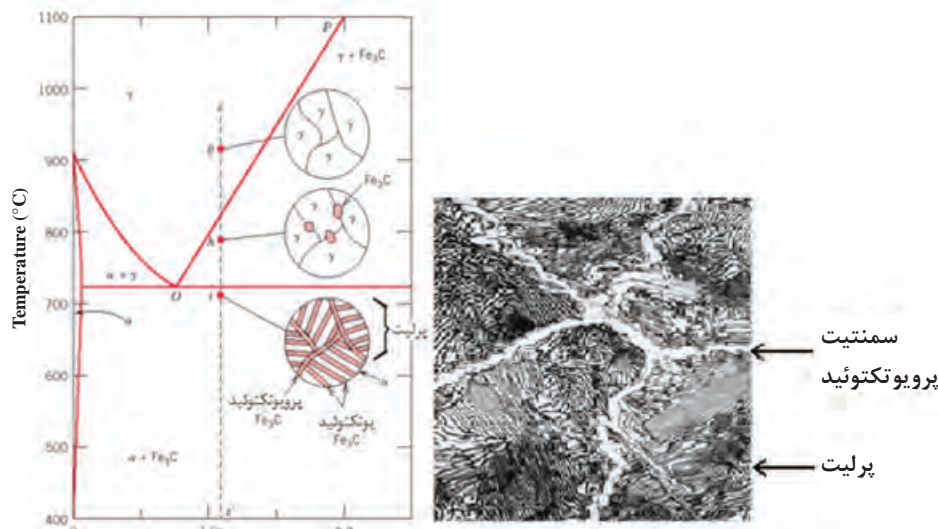 1100
1000
900
800
700
600
500
400
Temperature (°C)
P
γ + Fe₃C
γ
g
γ
γ
γ
γ
Fe₃C
h
γ
γ
γ
γ
α + γ
O
i
α
α
پرلیت
پرویوتکتوئید
Fe₃C
یوتکتوئید
Fe₃C
α + Fe₃C
سمنتیت
پرویوتکتوئید
پرلیت